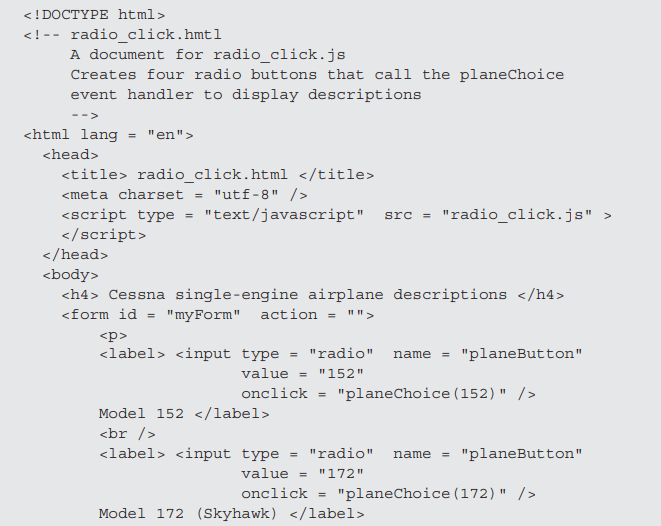 <!DOCTYPE html>
<!-- radio_click.hmtl
     A document for radio_click.js
     Creates four radio buttons that call the planeChoice
     event handler to display descriptions
     -->
<html lang = "en">
  <head>
    <title> radio_click.html </title>
    <meta charset = "utf-8" />
    <script type = "text/javascript"  src = "radio_click.js" >
    </script>
  </head>
  <body>
    <h4> Cessna single-engine airplane descriptions </h4>
    <form id = "myForm"  action = "">
        <p>
        <label> <input type = "radio"  name = "planeButton"
                       value = "152"
                       onclick = "planeChoice(152)" />
        Model 152 </label>
        <br />
        <label> <input type = "radio"  name = "planeButton"
                       value = "172"
                       onclick = "planeChoice(172)" />
        Model 172 (Skyhawk) </label>